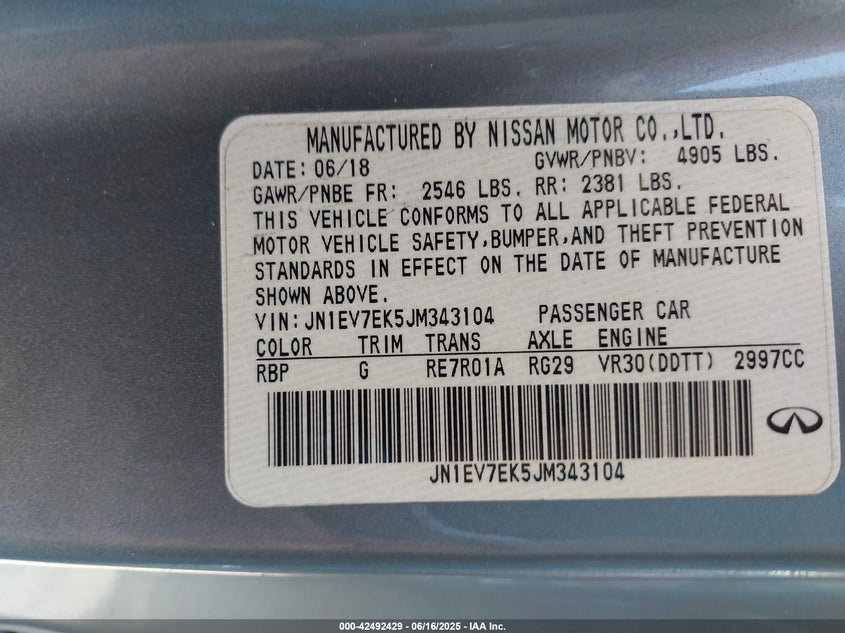 MANUFACTURED BY NISSAN MOTOR CO.,LTD.
DATE: 06/18 GVWR/PNBV: 4905 LBS.
GAWR/PNBE FR: 2546 LBS. RR: 2381 LBS.
THIS VEHICLE CONFORMS TO ALL APPLICABLE FEDERAL
MOTOR VEHICLE SAFETY,BUMPER,AND THEFT PREVENTION
STANDARDS IN EFFECT ON THE DATE OF MANUFACTURE
SHOWN ABOVE.
VIN:JN1EV7EK5JM343104 PASSENGER CAR
COLOR TRIM TRANS AXLE ENGINE
RBP G RE7R01A RG29 VR30(DDTT) 2997CC
JN1EV7EK5JM343104
000-42492429 - 06/16/2025 - IAA Inc.